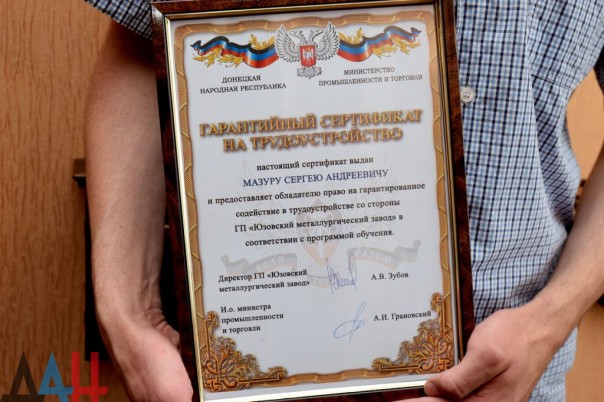 ДОНЕЦКАЯ
НАРОДНАЯ РЕСПУБЛИКА
МИНИСТЕРСТВО
ПРОМЫШЛЕННОСТИ И ТОРГОВЛИ
ГАРАНТИЙНЫЙ СЕРТИФИКАТ
НА ТРУДОУСТРОЙСТВО
настоящий сертификат выдан
МАЗУРУ СЕРГЕЮ АНДРЕЕВИЧУ
и предоставляет обладателю право на гарантированное
содействие в трудоустройстве со стороны
ГП «Юзовский металлургический завод» в
соответствии с программой обучения.
Директор ГП «Юзовский
металлургический завод»
А.В. Зубов
И.о. министра
промышленности
и торговли
А.И. Грановский
ДАН